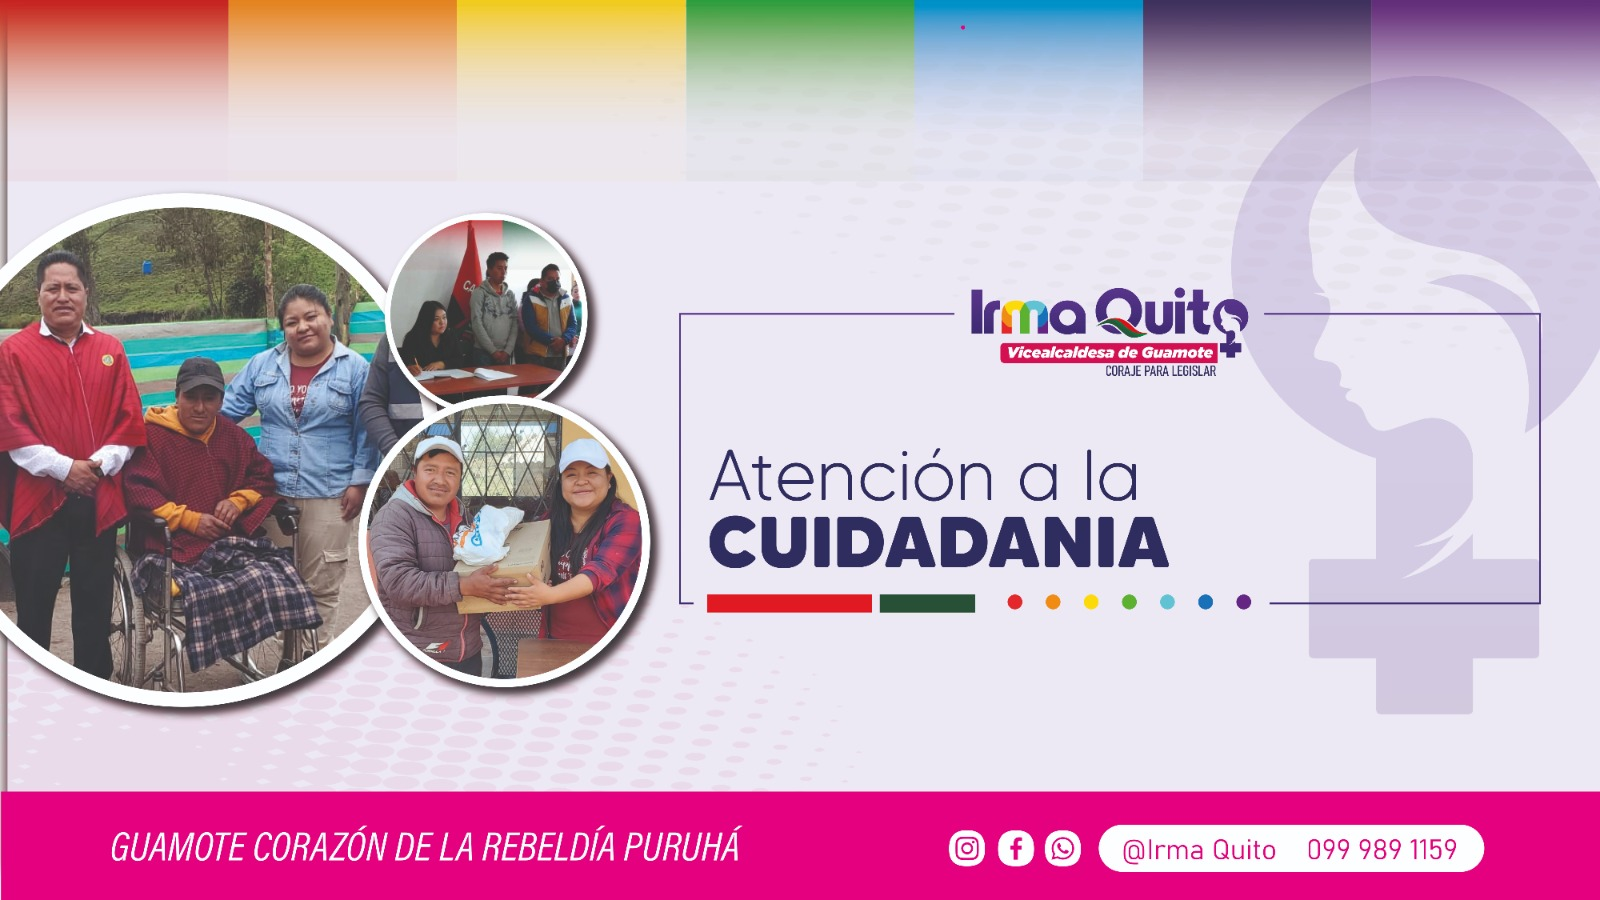 Irma Quito
Vicealcaldesa de Guamote
CORAJE PARA LEGISLAR
Atención a la
CUIDADANIA
GUAMOTE CORAZÓN DE LA REBELDÍA PURUHÁ
@Irma Quito 099 989 1159